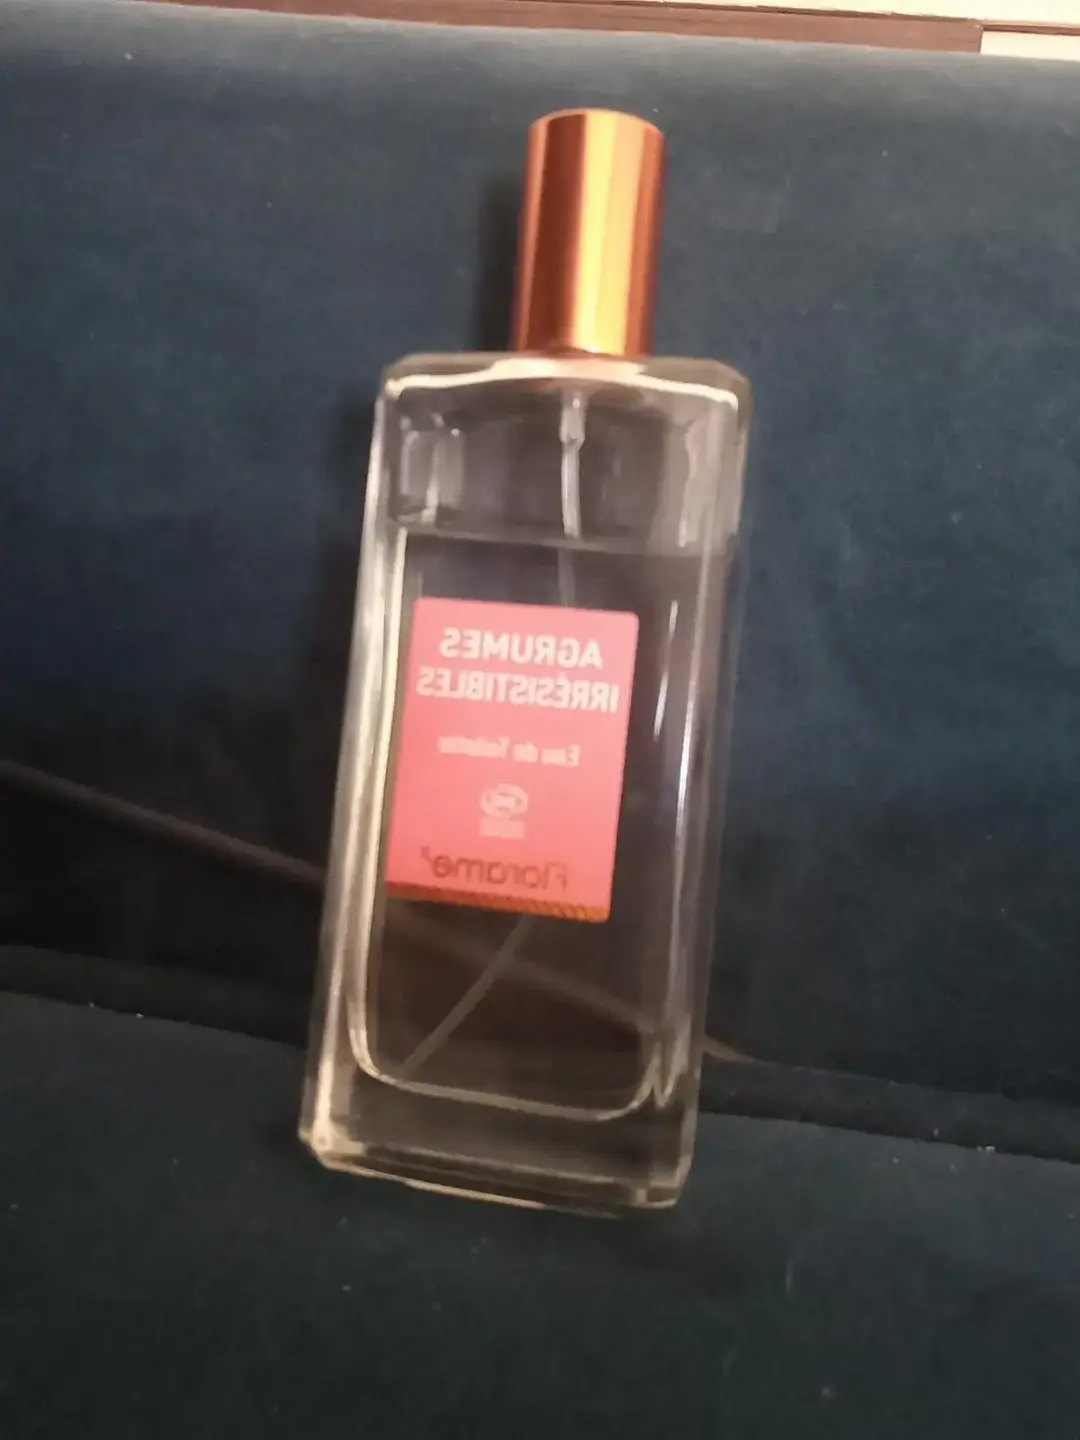 AGRUMES
IRRÉSISTIBLES
Eau de Toilette
Florame